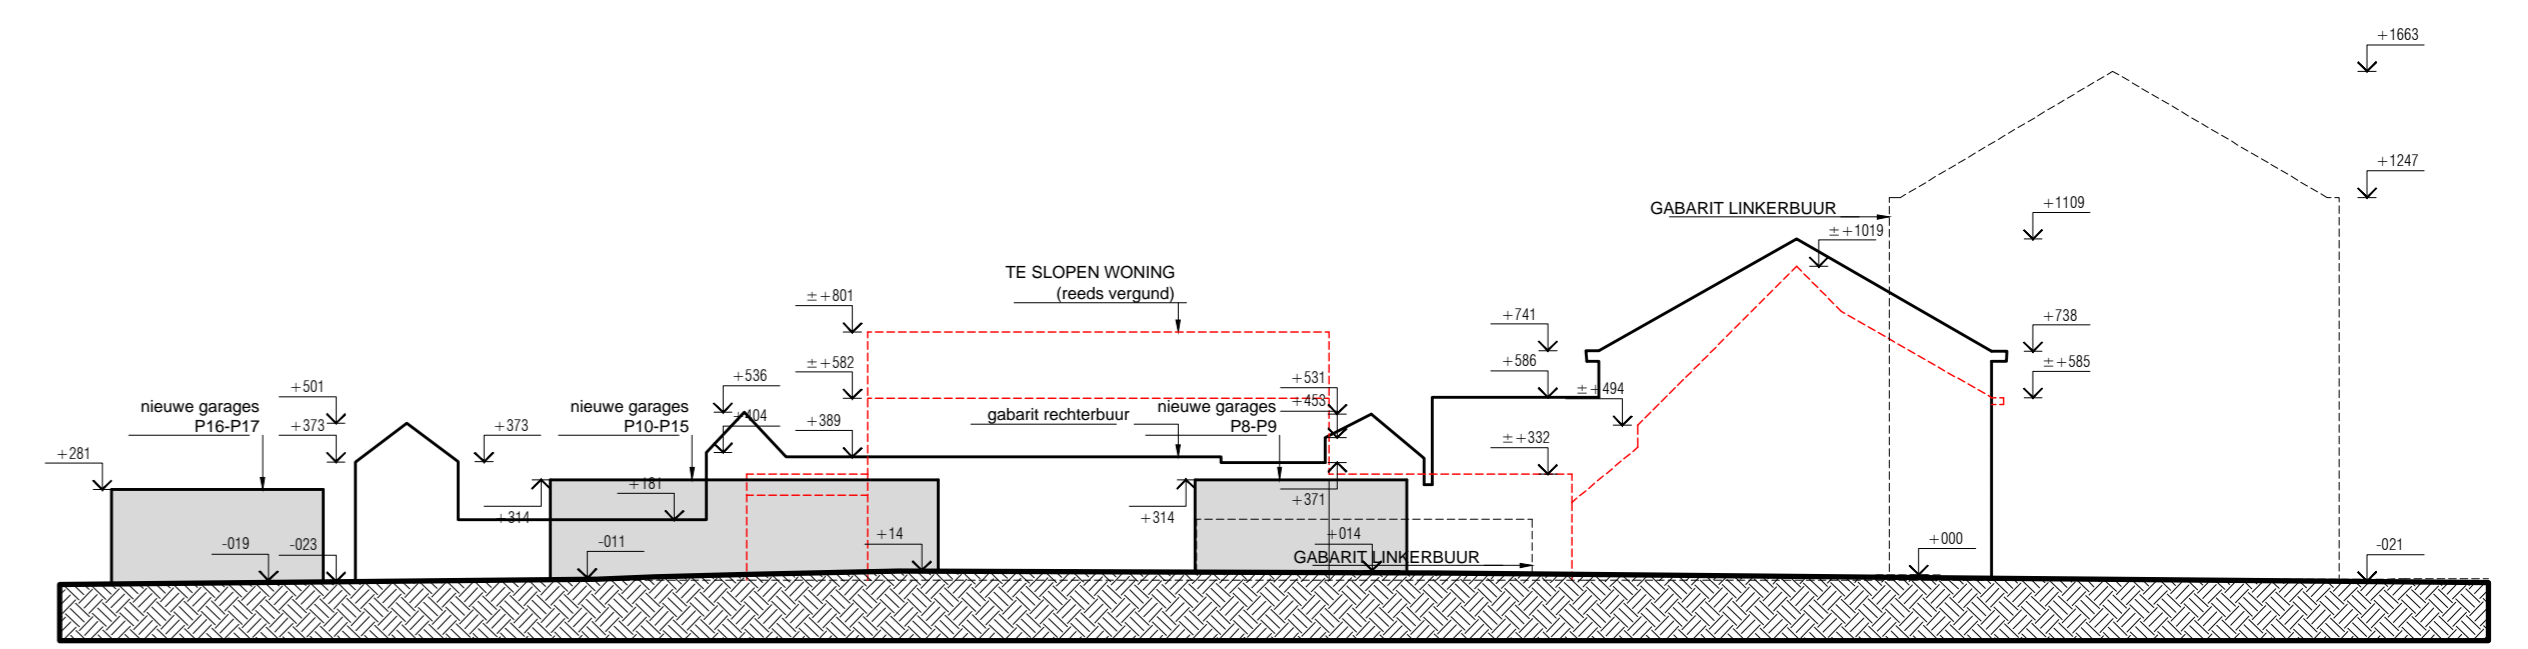 +1663
+1247
GABARIT LINKERBUUR
+1109
±+1019
TE SLOPEN WONING
(reeds vergund)
±+801
+741
+738
±+582
+586
±+585
+536
+531
+501
±+494
nieuwe garages
P16-P17
nieuwe garages
P10-P15
+404
+389
gabarit rechterbuur
nieuwe garages
P8-P9
+453
+373
+373
±+332
+281
+181
+371
+314
+314
-019
-023
-011
+14
+014
GABARIT LINKERBUUR
+000
-021